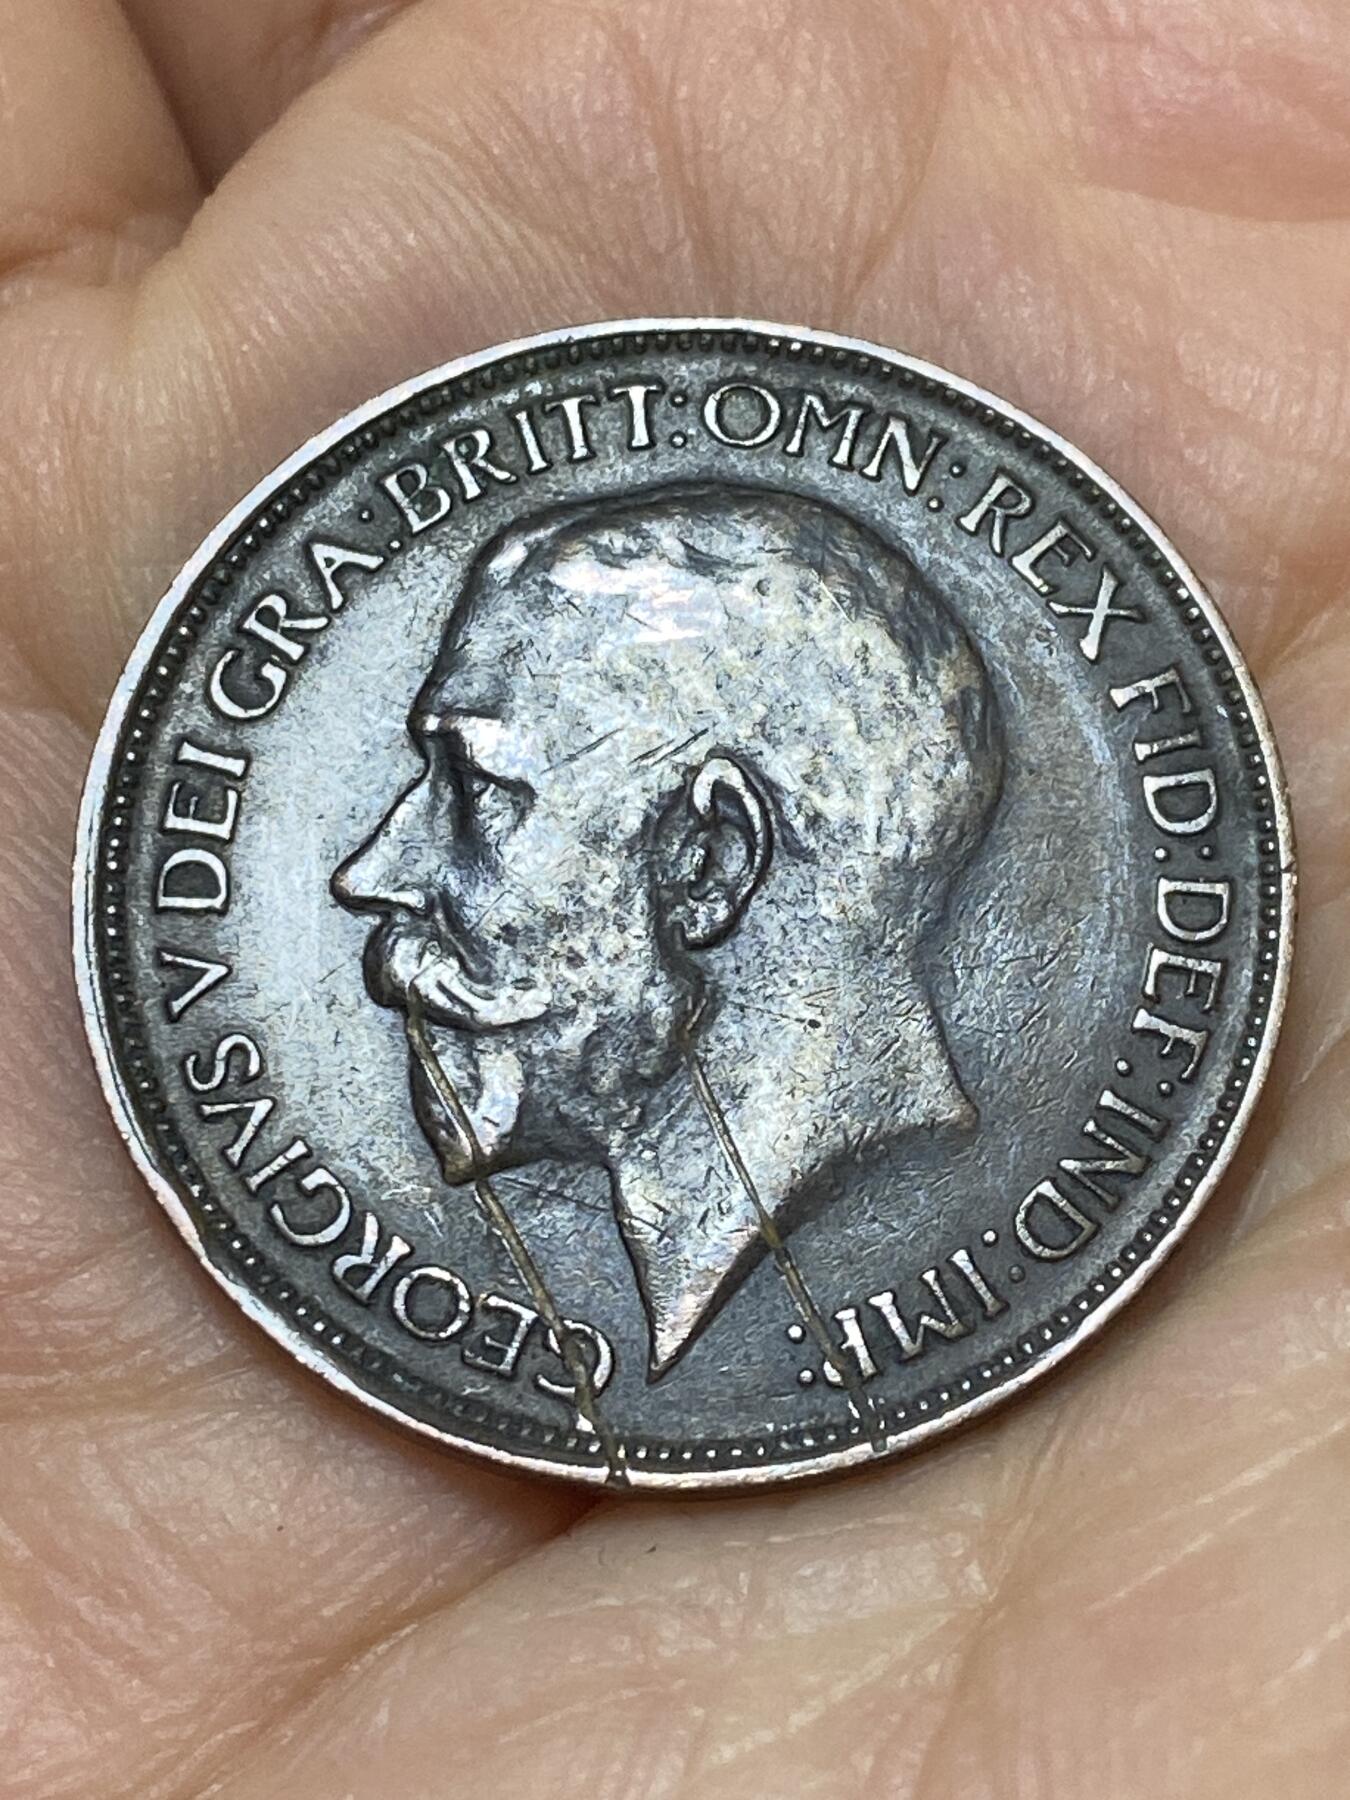 GEORGIVS V DEI GRA: BRITT: OMN: REX FID: DEF: IND: IMP: